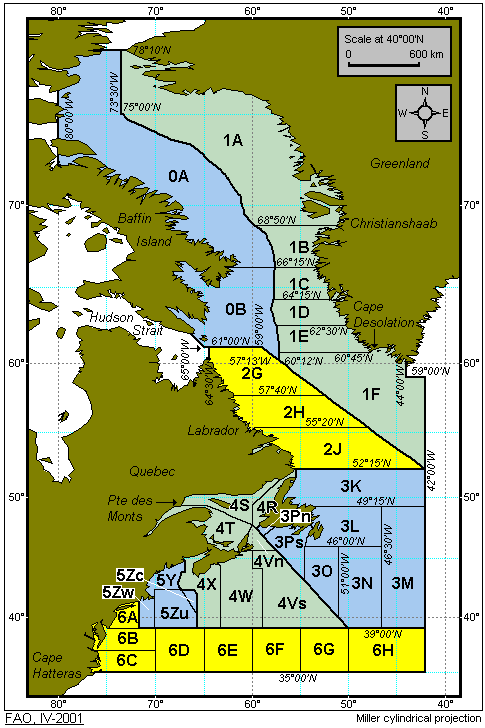 80° 70° 60° 50° 40°
78°10'N
Scale at 40°00'N
0 600 km
73°30'W
80°00'W
75°00'N
N
W E
S
1A
Greenland
0A
70° 70°
Baffin
Island
68°50'N
Christianshaab
1B
66°15'N
1C
64°15'N
0B
1D
Cape
Desolation
Hudson
Strait
59°00'W
62°30'N
1E
61°00'N
60°12'N
60°45'N
60° 60°
65°00'W
57°13'W
59°00'N
2G
64°30'W
44°00'W
1F
57°40'N
2H
55°20'N
Labrador
2J
52°15'N
42°00'W
Quebec
3K
50° 50°
Pte des
Monts
4S
4R
49°15'N
3Pn
4T
3L
3Ps
46°00'N
46°30'W
4Vn
5Zc
5Y
4X
3O
51°00'W
3N
3M
5Zw
4W
4Vs
5Zu
6A
40° 40°
6B
39°00'N
6C
6D
6E
6F
6G
6H
Cape
Hatteras
35°00'N
80° 70° 60° 50° 40°
FAO, IV-2001
Miller cylindrical projection